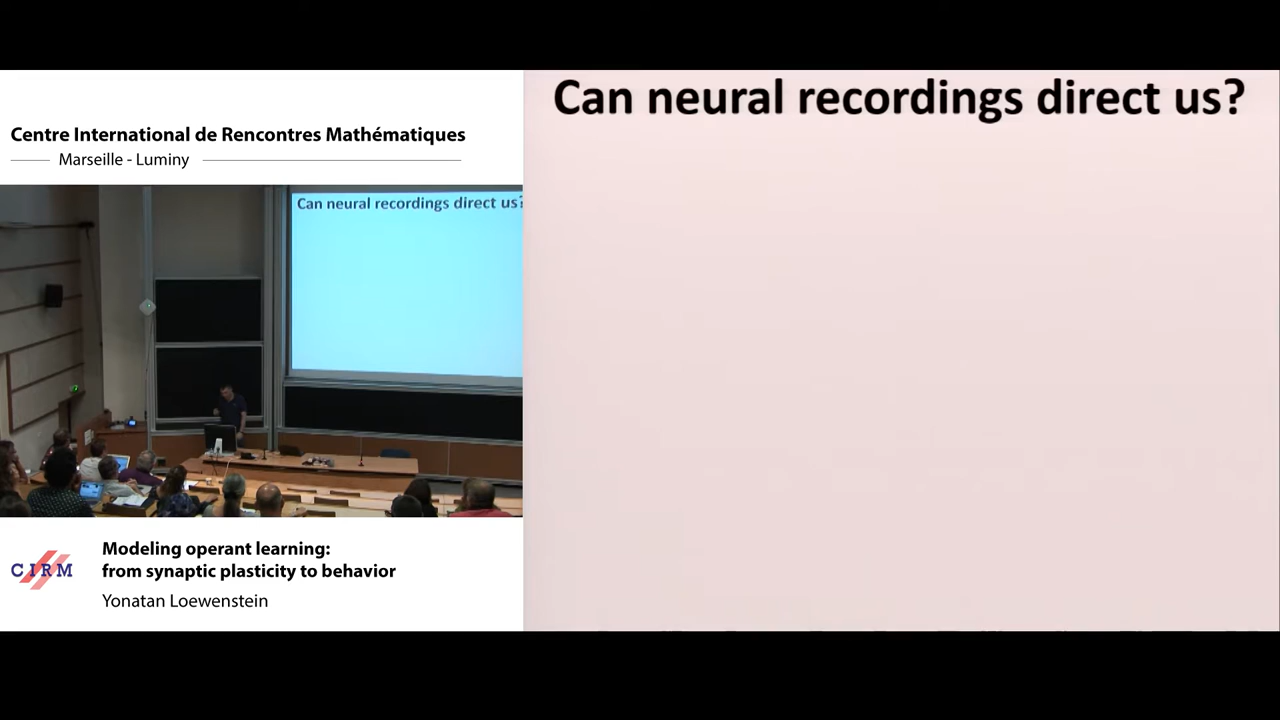 Can neural recordings direct us?
Centre International de Rencontres Mathématiques
Marseille - Luminy
Can neural recordings direct us?
CIRM
Modeling operant learning:
from synaptic plasticity to behavior
Yonatan Loewenstein